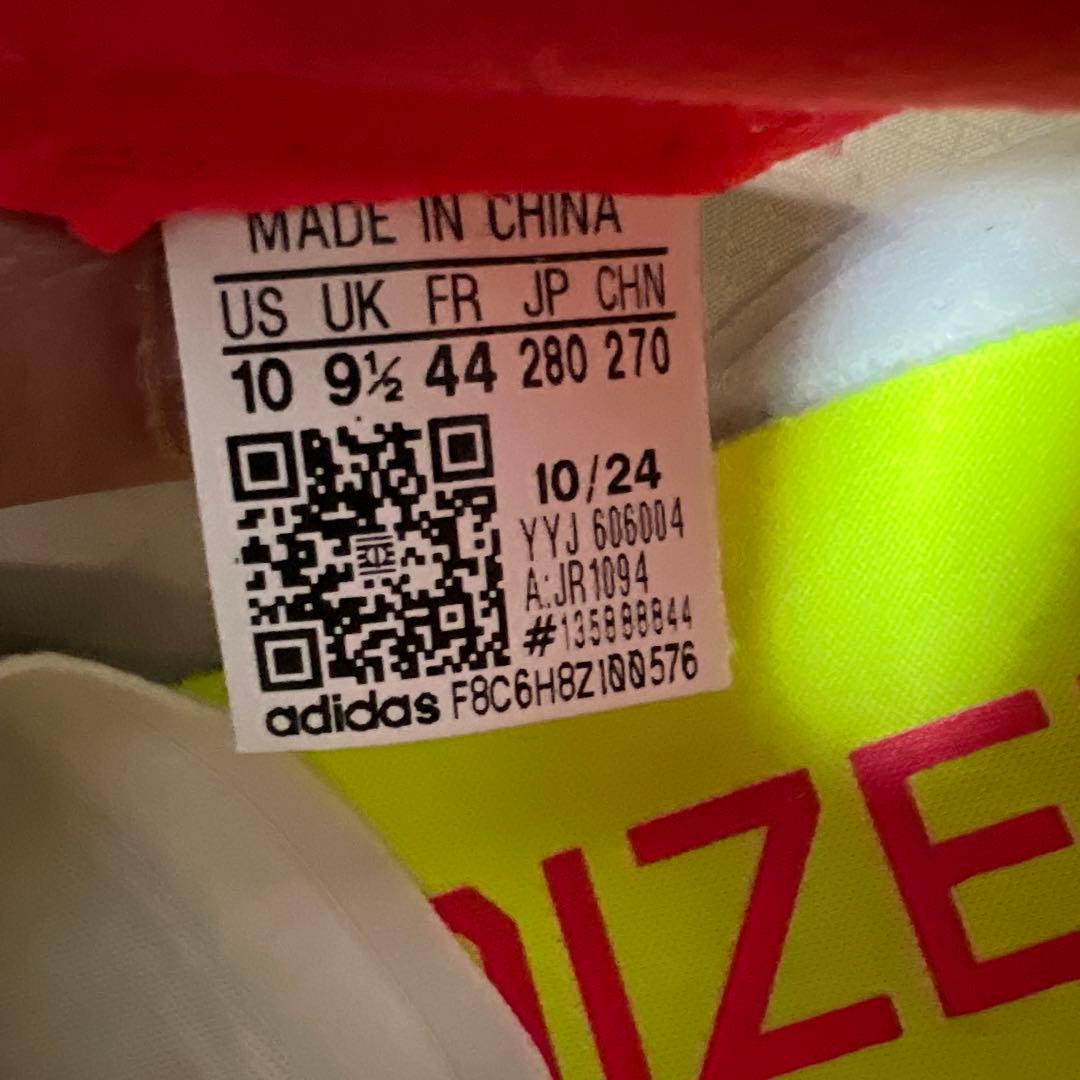 MADE IN CHINA
US UK FR JP CHN
10 9½ 44 280 270
10/24
YYJ 606004
A:JR1094
#135888844
adidas F8C6H8Z100576
IZE